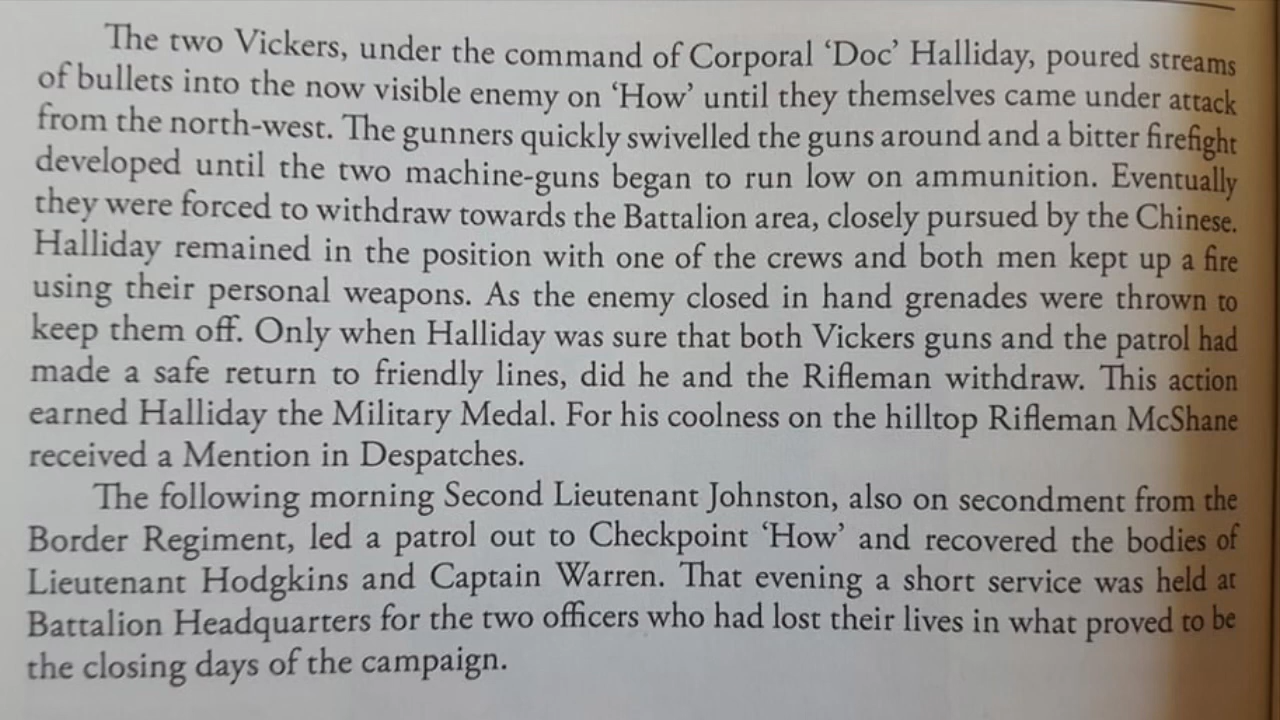 The two Vickers, under the command of Corporal ‘Doc’ Halliday, poured streams
of bullets into the now visible enemy on ‘How’ until they themselves came under attack
from the north-west. The gunners quickly swivelled the guns around and a bitter firefight
developed until the two machine-guns began to run low on ammunition. Eventually
they were forced to withdraw towards the Battalion area, closely pursued by the Chinese.
Halliday remained in the position with one of the crews and both men kept up a fire
using their personal weapons. As the enemy closed in hand grenades were thrown to
keep them off. Only when Halliday was sure that both Vickers guns and the patrol had
made a safe return to friendly lines, did he and the Rifleman withdraw. This action
earned Halliday the Military Medal. For his coolness on the hilltop Rifleman McShane
received a Mention in Despatches.
The following morning Second Lieutenant Johnston, also on secondment from the
Border Regiment, led a patrol out to Checkpoint ‘How’ and recovered the bodies of
Lieutenant Hodgkins and Captain Warren. That evening a short service was held at
Battalion Headquarters for the two officers who had lost their lives in what proved to be
the closing days of the campaign.